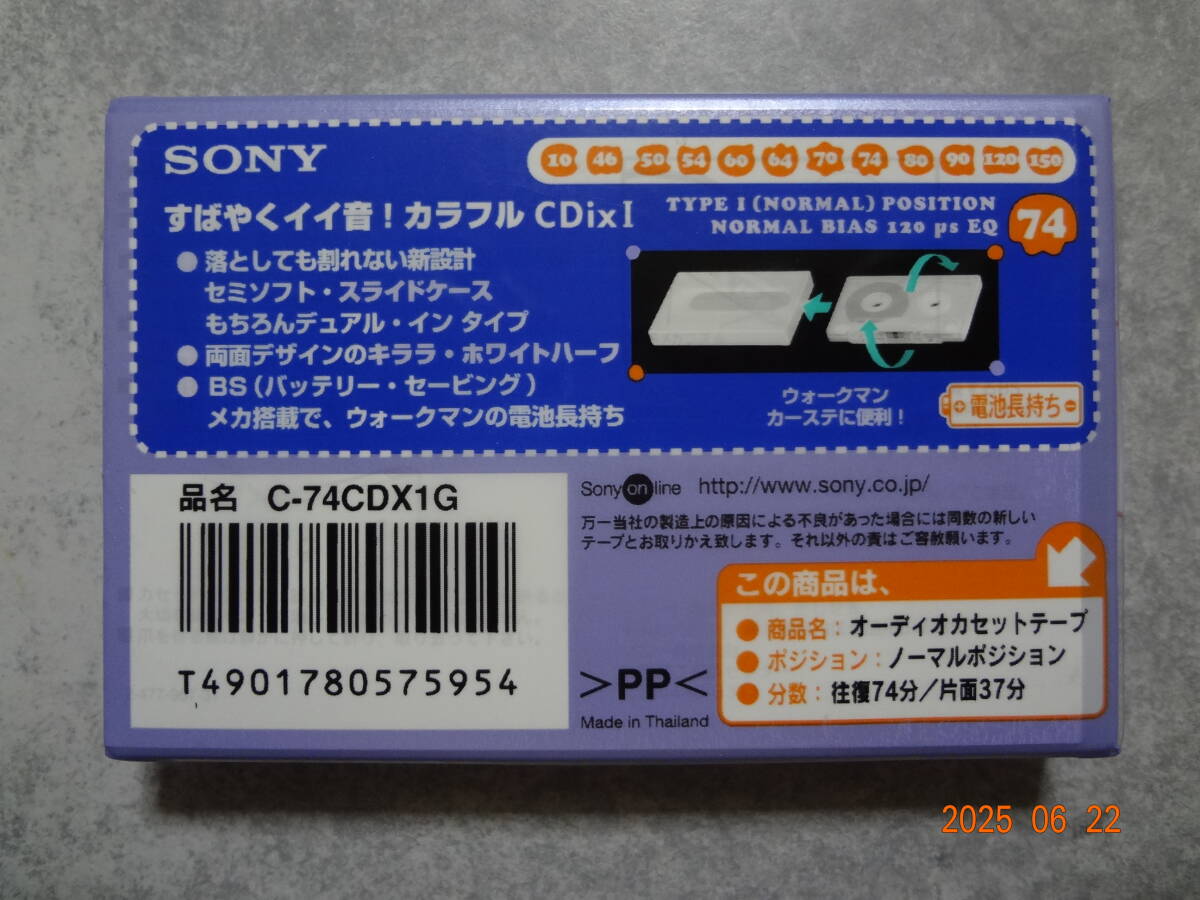 SONY
10 46 50 54 60 64 70 74 80 90 120 150
すばやくイイ音！カラフル CDixI
TYPE I (NORMAL) POSITION
NORMAL BIAS 120 μs EQ
74
● 落としても割れない新設計
セミソフト・スライドケース
もちろんデュアル・イン タイプ
● 両面デザインのキララ・ホワイトハーフ
● BS（バッテリー・セービング）
メカ搭載で、ウォークマンの電池長持ち
ウォークマン
カーステに便利！
+ 電池長持ち -
品名 C-74CDX1G
T4901780575954
Sony on line http://www.sony.co.jp/
万一当社の製造上の原因による不良があった場合には同数の新しい
テープとお取りかえ致します。それ以外の責はご容赦願います。
>PP<
Made in Thailand
この商品は、
● 商品名：オーディオカセットテープ
● ポジション：ノーマルポジション
● 分数：往復74分／片面37分
2025 06 22